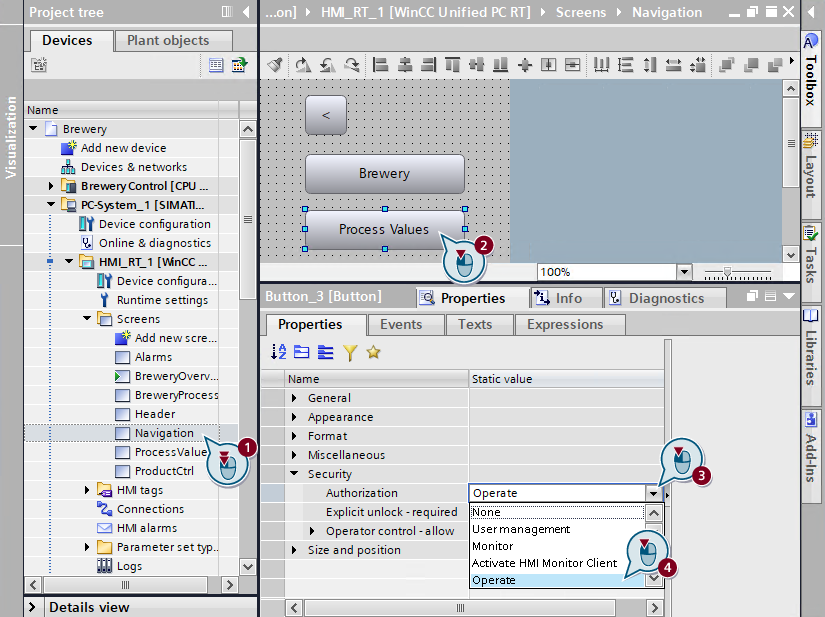 Project tree
Devices
Plant objects
Name
Brewery
Add new device
Devices & networks
Brewery Control [CPU ...
PC-System_1 [SIMATI...
Device configuration
Online & diagnostics
HMI_RT_1 [WinCC ...
Device configura...
Runtime settings
Screens
Add new scre...
Alarms
BreweryOverv...
BreweryProcess
Header
Navigation
ProcessValue
ProductCtrl
HMI tags
Connections
HMI alarms
Parameter set typ...
Logs
Details view
Visualization
...on] HMI_RT_1 [WinCC Unified PC RT] Screens Navigation
<
Brewery
Process Values
100%
Button_3 [Button]
Properties
Info
Diagnostics
Properties
Events
Texts
Expressions
Name
Static value
General
Appearance
Format
Miscellaneous
Security
Authorization
Operate
Explicit unlock - required
Operator control - allow
Size and position
None
User management
Monitor
Activate HMI Monitor Client
Operate
1
2
3
4
Toolbox
Layout
Tasks
Libraries
Add-Ins